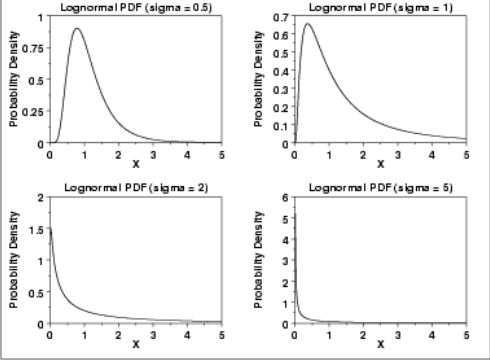 Lognormal PDF (sigma = 0.5)
Probability Density
1
0.75
0.5
0.25
0
0 1 2 3 4 5
X
Lognormal PDF (sigma = 1)
Probability Density
0.7
0.6
0.5
0.4
0.3
0.2
0.1
0
0 1 2 3 4 5
X
Lognormal PDF (sigma = 2)
Probability Density
2
1.5
1
0.5
0
0 1 2 3 4 5
X
Lognormal PDF (sigma = 5)
Probability Density
6
5
4
3
2
1
0
0 1 2 3 4 5
X